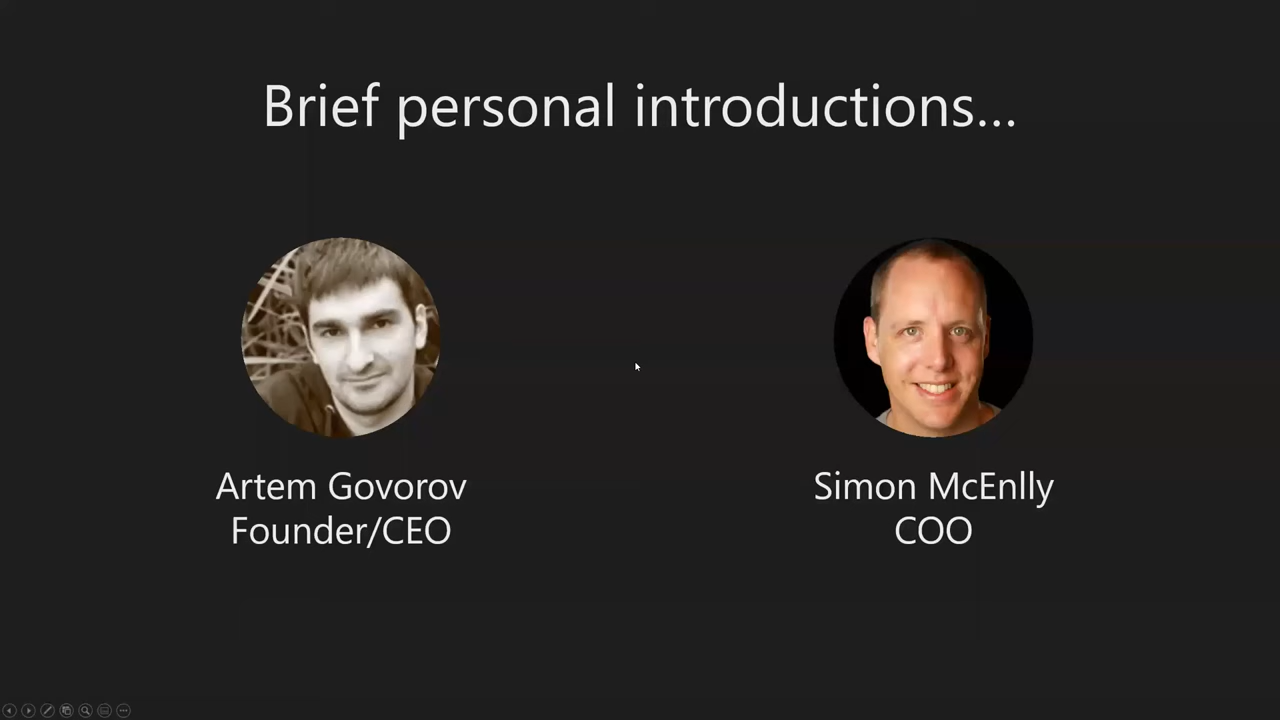 Brief personal introductions...
Artem Govorov
Founder/CEO
Simon McEnlly
COO